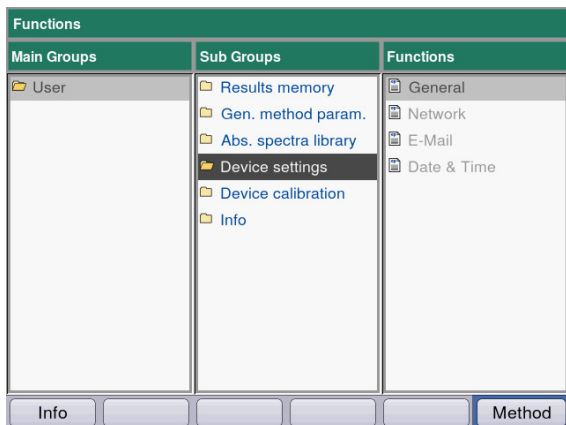 Functions
Main Groups
Sub Groups
Functions
User
Results memory
Gen. method param.
Abs. spectra library
Device settings
Device calibration
Info
General
Network
E-Mail
Date & Time
Info
Method